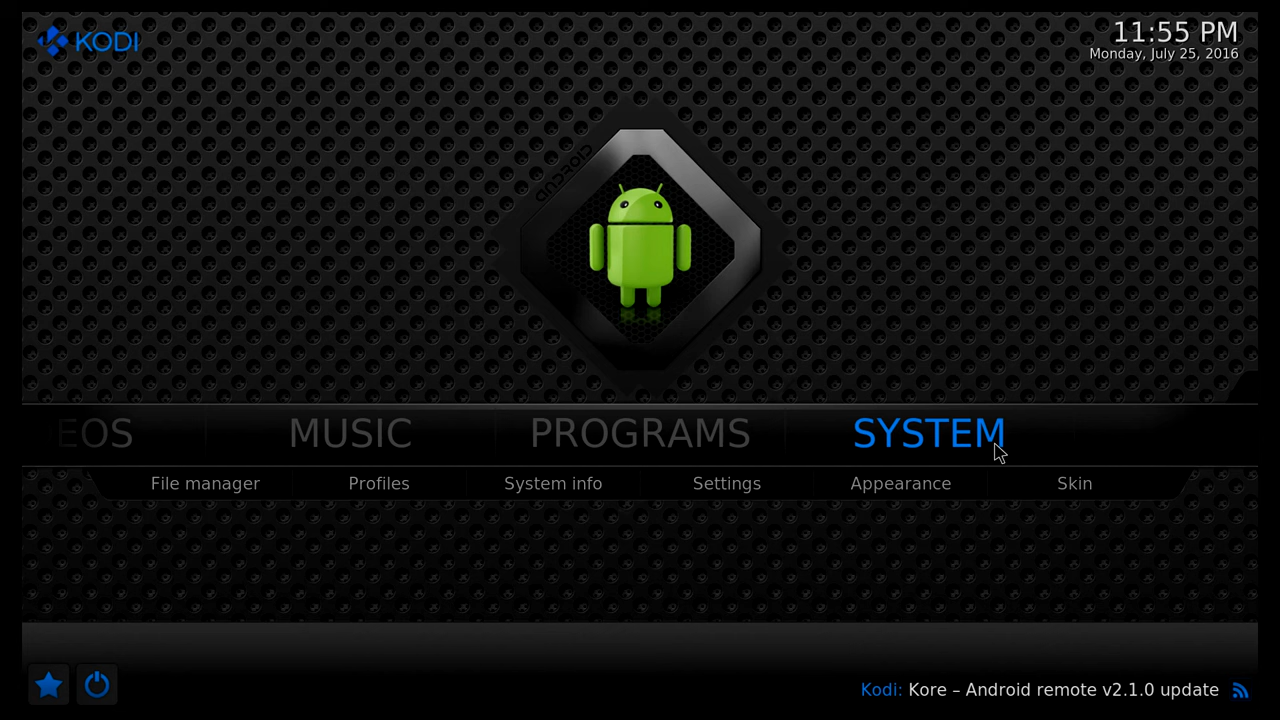 KODI
11:55 PM
Monday, July 25, 2016
ANDROID
EOS MUSIC PROGRAMS SYSTEM
File manager Profiles System info Settings Appearance Skin
Kodi: Kore – Android remote v2.1.0 update